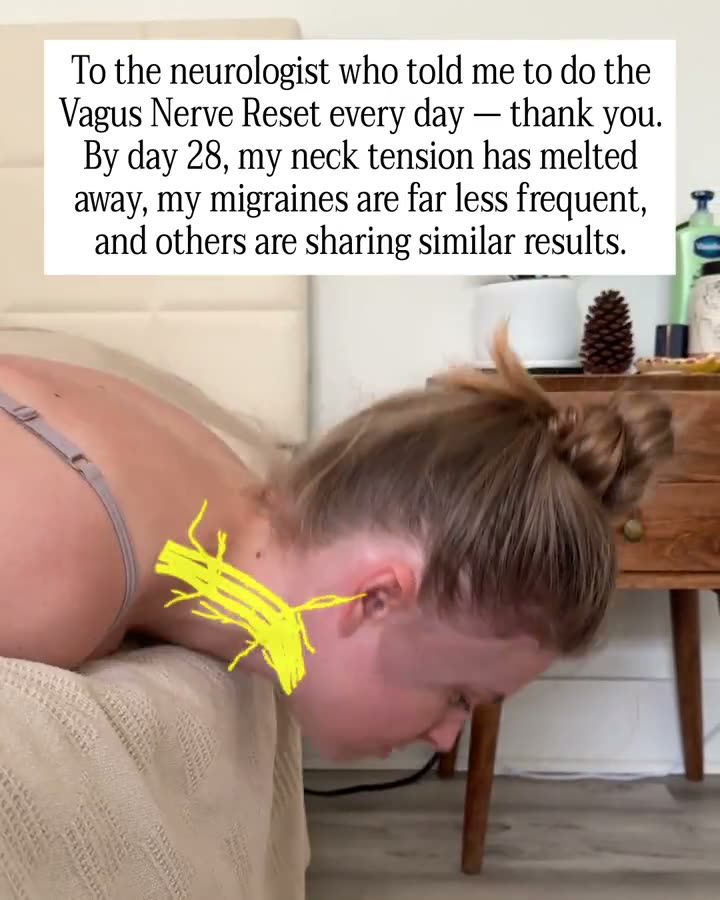 To the neurologist who told me to do the
Vagus Nerve Reset every day — thank you.
By day 28, my neck tension has melted
away, my migraines are far less frequent,
and others are sharing similar results.